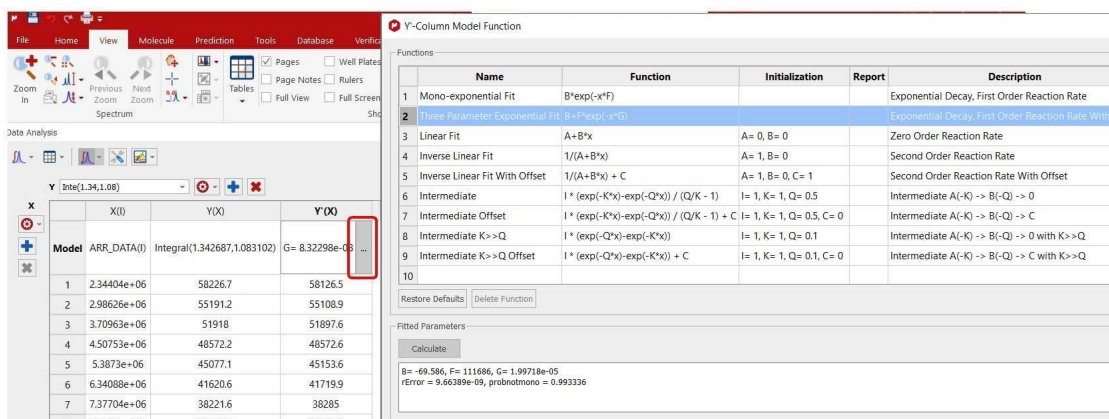 Y'-Column Model Function
File Home View Molecule Prediction Tools Database
Zoom In
Previous Zoom
Next Zoom
Spectrum
Tables
Pages
Page Notes
Full View
Well Plates
Rulers
Full Screen
Data Analysis
Y Inte(1.34,1.08)
X
X(I) Y(X) Y'(X)
Model ARR_DATA(I) Integral(1.342687,1.083102) ...
1 2.34404e+06 58226.7 58126.5
2 2.98626e+06 55191.2 55108.9
3 3.70963e+06 51918 51897.6
4 4.50753e+06 48572.2 48572.6
5 5.3873e+06 45077.1 45153.6
6 6.34088e+06 41620.6 41719.9
7 7.37704e+06 38221.6 38285
Functions
Name Function Initialization Report Description
1 Mono-exponential Fit B*exp(-x*F) Exponential Decay, First Order Reaction Rate
2 Three Parameter Exponential Fit B+F*exp(-x*G) Exponential Decay, First Order Reaction Rate With
3 Linear Fit A+B*x A= 0, B= 0 Zero Order Reaction Rate
4 Inverse Linear Fit 1/(A+B*x) A= 1, B= 0 Second Order Reaction Rate
5 Inverse Linear Fit With Offset 1/(A+B*x) + C A= 1, B= 0, C= 1 Second Order Reaction Rate With Offset
6 Intermediate I * (exp(-K*x)-exp(-Q*x)) / (Q/K - 1) I= 1, K= 1, Q= 0.5 Intermediate A(-K) -> B(-Q) -> 0
7 Intermediate Offset I * (exp(-K*x)-exp(-Q*x)) / (Q/K - 1) + C I= 1, K= 1, Q= 0.5, C= 0 Intermediate A(-K) -> B(-Q) -> C
8 Intermediate K>>Q I * (exp(-Q*x)-exp(-K*x)) I= 1, K= 1, Q= 0.1 Intermediate A(-K) -> B(-Q) -> 0 with K>>Q
9 Intermediate K>>Q Offset I * (exp(-Q*x)-exp(-K*x)) + C I= 1, K= 1, Q= 0.1, C= 0 Intermediate A(-K) -> B(-Q) -> C with K>>Q
10
Restore Defaults Delete Function
Fitted Parameters
Calculate
B= -69.586, F= 111686, G= 1.99718e-05
rError = 9.66389e-09, probnotmono = 0.993336